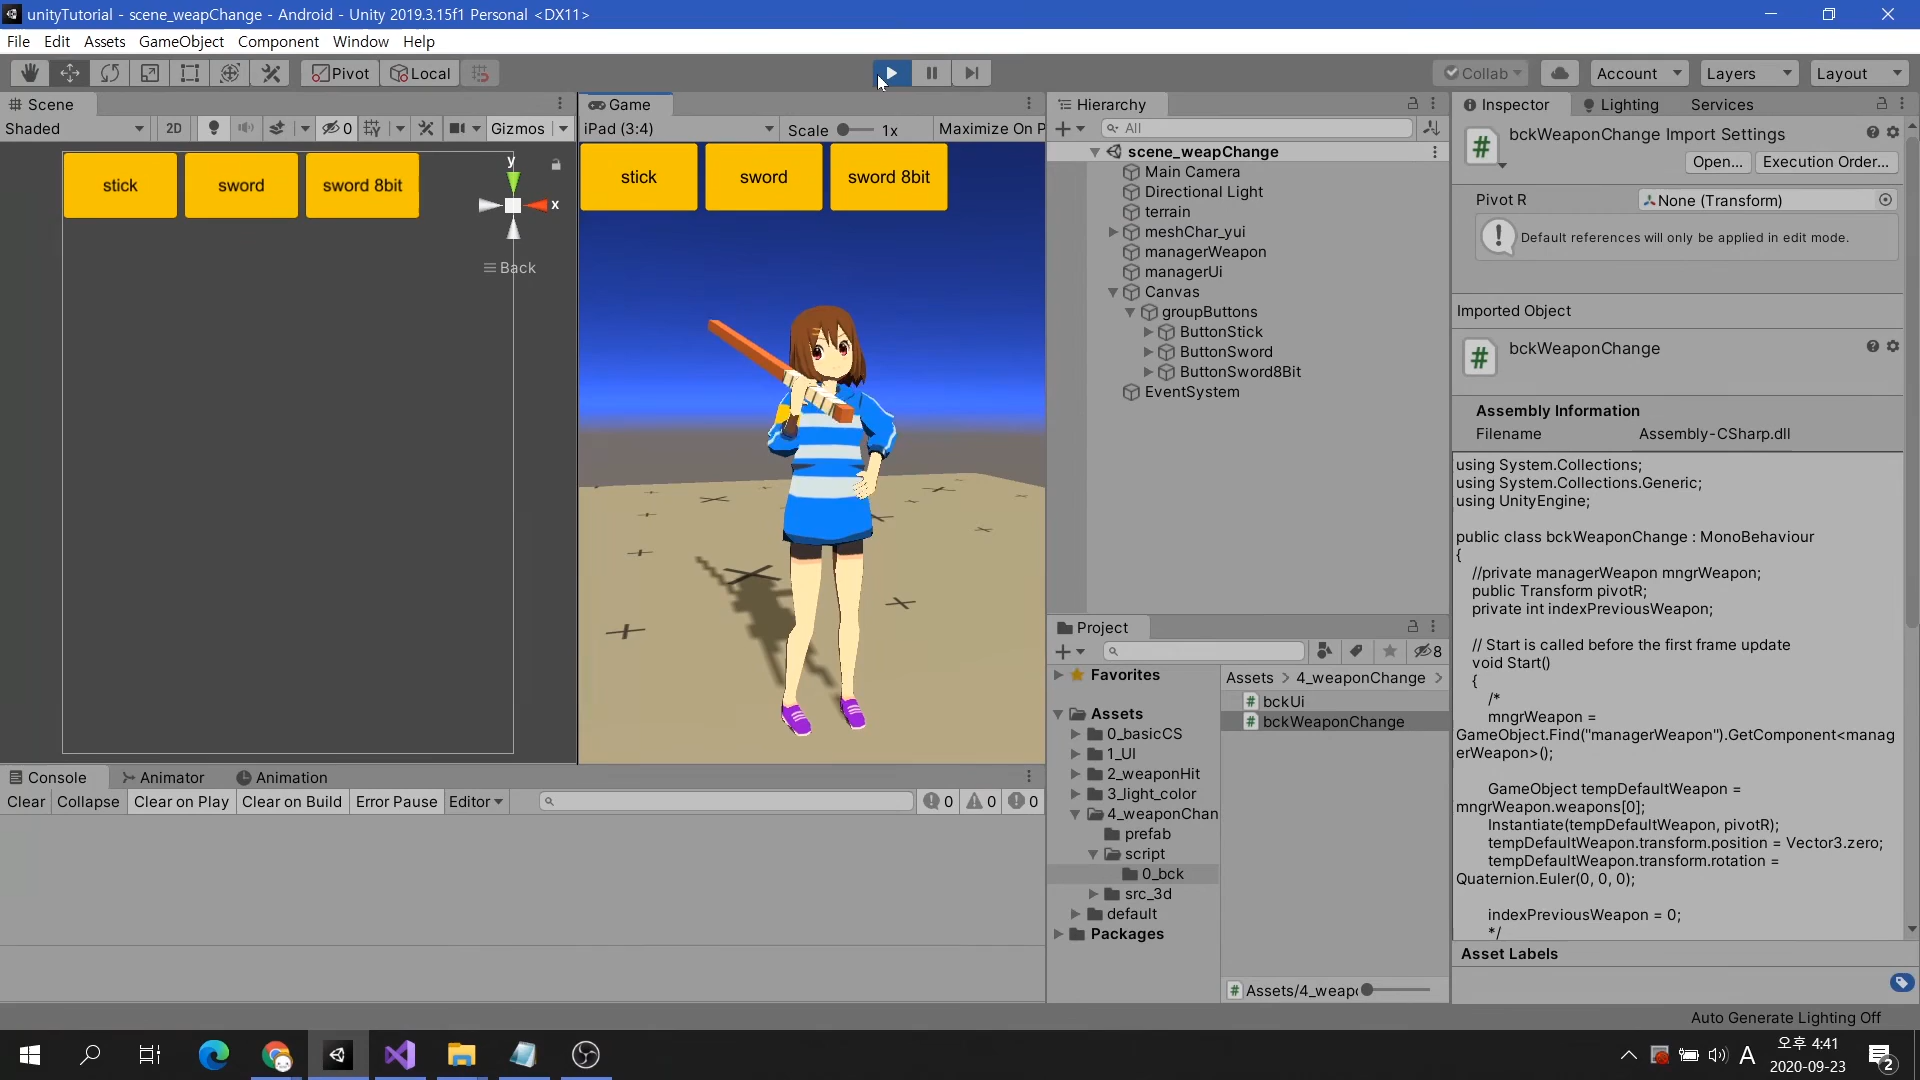 unityTutorial - scene_weapChange - Android - Unity 2019.3.15f1 Personal <DX11>
File Edit Assets GameObject Component Window Help
Pivot Local Collab Account Layers Layout
Scene
Shaded 2D 0 Gizmos
stick sword sword 8bit
y
x
Back
Game
iPad (3:4) Scale 1x Maximize On P
stick sword sword 8bit
Hierarchy
All
scene_weapChange
Main Camera
Directional Light
terrain
meshChar_yui
managerWeapon
managerUi
Canvas
groupButtons
ButtonStick
ButtonSword
ButtonSword8Bit
EventSystem
Inspector Lighting Services
bckWeaponChange Import Settings
Open... Execution Order...
Pivot R None (Transform)
Default references will only be applied in edit mode.
Imported Object
bckWeaponChange
Assembly Information
Filename Assembly-CSharp.dll
using System.Collections;
using System.Collections.Generic;
using UnityEngine;
public class bckWeaponChange : MonoBehaviour
{
//private managerWeapon mngrWeapon;
public Transform pivotR;
private int indexPreviousWeapon;
// Start is called before the first frame update
void Start()
{
/*
mngrWeapon =
GameObject.Find("managerWeapon").GetComponent<manag
erWeapon>();
GameObject tempDefaultWeapon =
mngrWeapon.weapons[0];
Instantiate(tempDefaultWeapon, pivotR);
tempDefaultWeapon.transform.position = Vector3.zero;
tempDefaultWeapon.transform.rotation =
Quaternion.Euler(0, 0, 0);
indexPreviousWeapon = 0;
*/
Asset Labels
Project
8
Favorites
Assets
0_basicCS
1_UI
2_weaponHit
3_light_color
4_weaponChan
prefab
script
0_bck
src_3d
default
Packages
Assets > 4_weaponChange >
bckUi
bckWeaponChange
Assets/4_weap
Console Animator Animation
Clear Collapse Clear on Play Clear on Build Error Pause Editor 0 0 0
Auto Generate Lighting Off
A 오후 4:41
2020-09-23
2